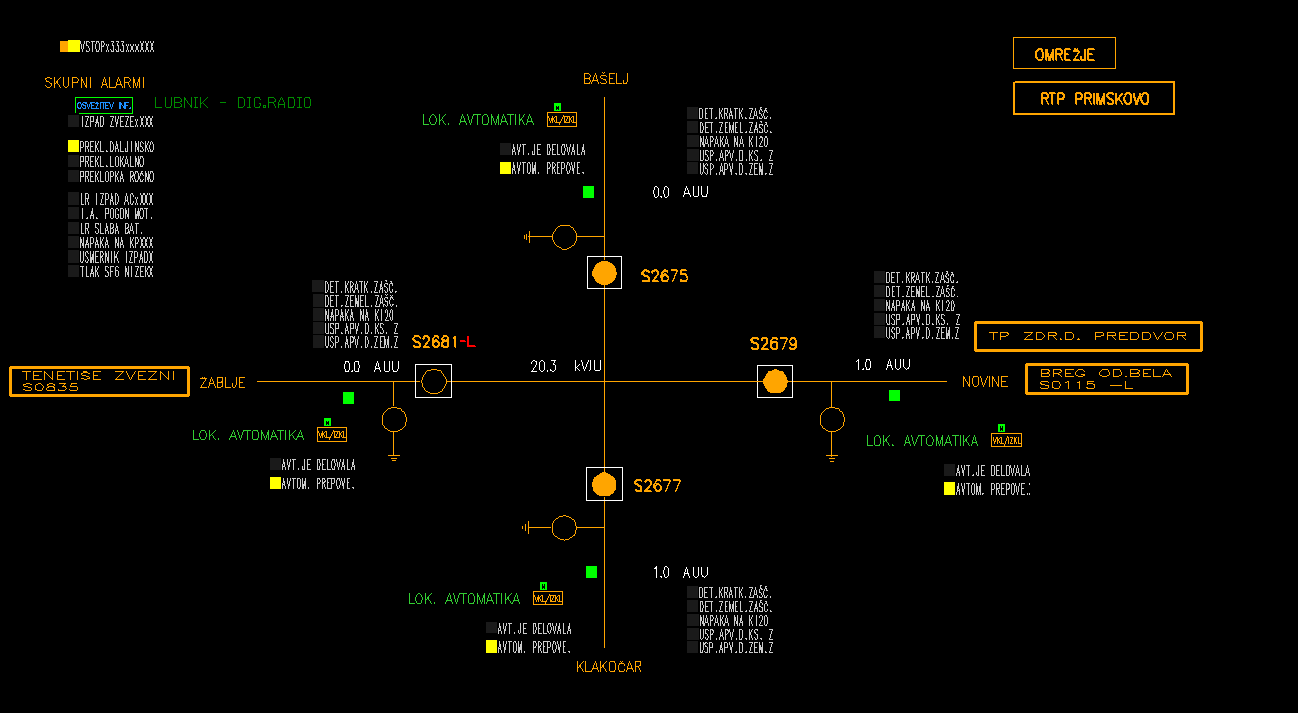 VSTOPx333xxxXXX
SKUPNI ALARMI
OSVEŽITEV INF.
LUBNIK - DIG.RADIO
IZPAD ZVEZExXXX
PREKL.DALJINSKO
PREKL.LOKALNO
PREKLOPKA ROČNO
LR IZPAD ACxXXX
I.A. POGON MOT.
LR SLABA BAT.
NAPAKA NA KPXXX
USMERNIK IZPADX
TLAK SF6 NIZEKX
OMREŽJE
RTP PRIMSKOVO
BAŠELJ
LOK. AVTOMATIKA
VKL/IZKL
AVT.JE DELOVALA
AVTOM. PREPOVE.
DET.KRATK.ZAŠČ.
DET.ZEMEL.ZAŠČ.
NAPAKA NA KI20
USP.APV.D.KS. Z
USP.APV.D.ZEM.Z
0.0 AUU
S2675
DET.KRATK.ZAŠČ.
DET.ZEMEL.ZAŠČ.
NAPAKA NA KI20
USP.APV.D.KS. Z
USP.APV.D.ZEM.Z
S2681-L
0.0 AUU
TENETIŠE ZVEZNI
S0835
ŽABLJE
LOK. AVTOMATIKA
VKL/IZKL
AVT.JE DELOVALA
AVTOM. PREPOVE.
20.3 kV/U
DET.KRATK.ZAŠČ.
DET.ZEMEL.ZAŠČ.
NAPAKA NA KI20
USP.APV.D.KS. Z
USP.APV.D.ZEM.Z
S2679
1.0 AUU
TP ZDR.D. PREDDVOR
NOVINE
BREG OD.BELA
S0115 -L
LOK. AVTOMATIKA
VKL/IZKL
AVT.JE DELOVALA
AVTOM. PREPOVE.:
S2677
1.0 AUU
LOK. AVTOMATIKA
VKL/IZKL
AVT.JE DELOVALA
AVTOM. PREPOVE.
DET.KRATK.ZAŠČ.
DET.ZEMEL.ZAŠČ.
NAPAKA NA KI20
USP.APV.D.KS. Z
USP.APV.D.ZEM.Z
KLAKOČAR